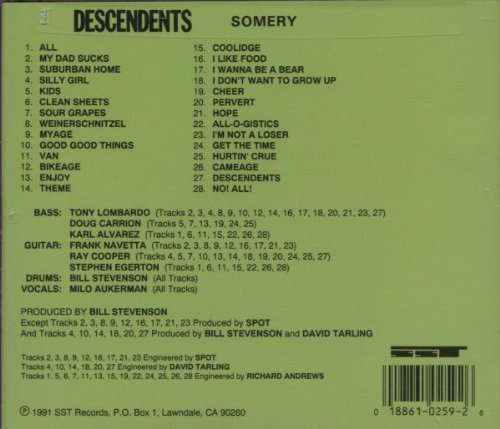 DESCENDENTS SOMERY
1. ALL
2. MY DAD SUCKS
3. SUBURBAN HOME
4. SILLY GIRL
5. KIDS
6. CLEAN SHEETS
7. SOUR GRAPES
8. WEINERSCHNITZEL
9. MYAGE
10. GOOD GOOD THINGS
11. VAN
12. BIKEAGE
13. ENJOY
14. THEME
15. COOLIDGE
16. I LIKE FOOD
17. I WANNA BE A BEAR
18. I DON'T WANT TO GROW UP
19. CHEER
20. PERVERT
21. HOPE
22. ALL-O-GISTICS
23. I'M NOT A LOSER
24. GET THE TIME
25. HURTIN' CRUE
26. CAMEAGE
27. DESCENDENTS
28. NO! ALL!
BASS: TONY LOMBARDO (Tracks 2, 3, 4, 8, 9, 10, 12, 14, 16, 17, 18, 20, 21, 23, 27)
DOUG CARRION (Tracks 5, 7, 13, 19, 24, 25)
KARL ALVAREZ (Tracks 1, 6, 11, 15, 22, 26, 28)
GUITAR: FRANK NAVETTA (Tracks 2, 3, 8, 9, 12, 16, 17, 21, 23)
RAY COOPER (Tracks 4, 5, 7, 10, 13, 14, 18, 19, 20, 24, 25, 27)
STEPHEN EGERTON (Tracks 1, 6, 11, 15, 22, 26, 28)
DRUMS: BILL STEVENSON (All Tracks)
VOCALS: MILO AUKERMAN (All Tracks)
PRODUCED BY BILL STEVENSON
Except Tracks 2, 3, 8, 9, 12, 16, 17, 21, 23 Produced by SPOT
And Tracks 4, 10, 14, 18, 20, 27 Produced by BILL STEVENSON and DAVID TARLING
Tracks 2, 3, 8, 9, 12, 16, 17, 21, 23 Engineered by SPOT
Tracks 4, 10, 14, 18, 20, 27 Engineered by DAVID TARLING
Tracks 1, 5, 6, 7, 11, 13, 15, 19, 22, 24, 25, 26, 28 Engineered by RICHARD ANDREWS
SST
℗ 1991 SST Records, P.O. Box 1, Lawndale, CA 90260
0 18861-0259-2 6